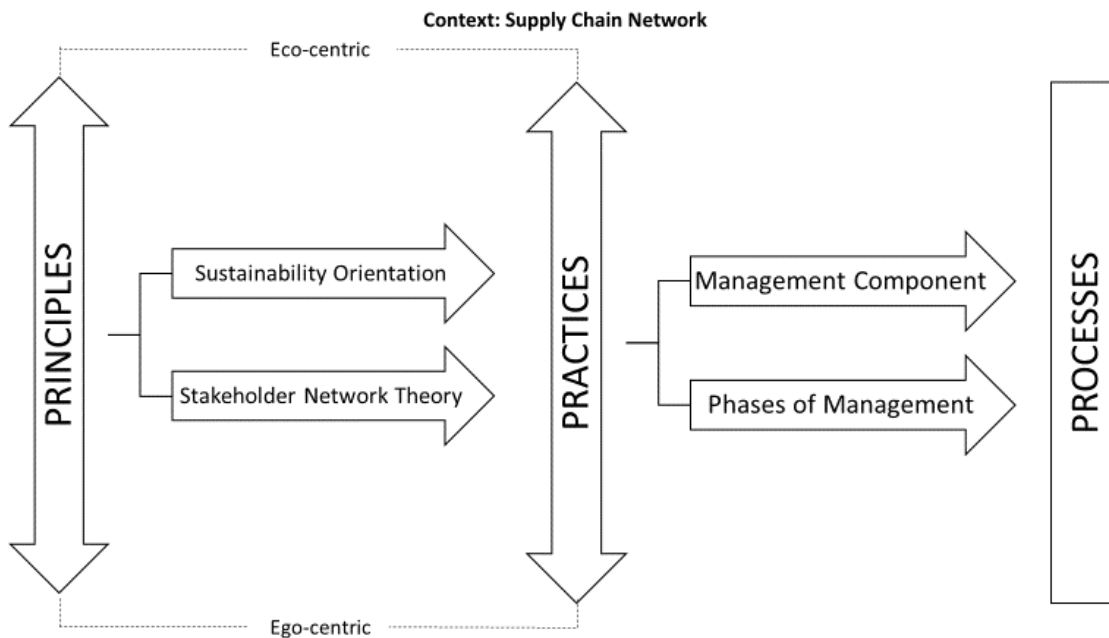 Context: Supply Chain Network
Eco-centric
PRINCIPLES
Sustainability Orientation
Stakeholder Network Theory
PRACTICES
Management Component
Phases of Management
PROCESSES
Ego-centric